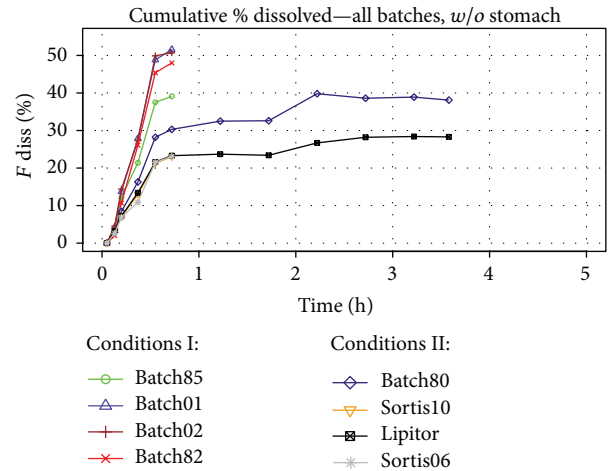 Cumulative % dissolved—all batches, w/o stomach
F diss (%)
50
40
30
20
10
0
0 1 2 3 4 5
Time (h)
Conditions I:
Batch85
Batch01
Batch02
Batch82
Conditions II:
Batch80
Sortis10
Lipitor
Sortis06